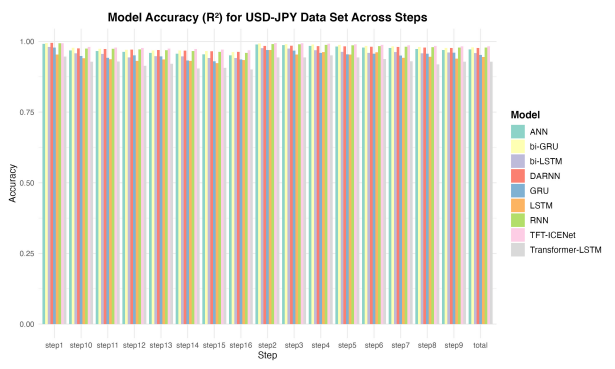 Model Accuracy (R²) for USD-JPY Data Set Across Steps
1.00
0.75
0.50
0.25
0.00
Accuracy
step1 step10 step11 step12 step13 step14 step15 step16 step2 step3 step4 step5 step6 step7 step8 step9 total
Step
Model
ANN
bi-GRU
bi-LSTM
DARNN
GRU
LSTM
RNN
TFT-ICENet
Transformer-LSTM